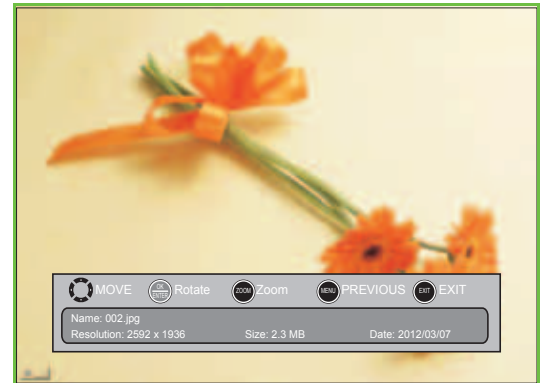 MOVE OK ENTER Rotate ZOOM Zoom MENU PREVIOUS EXIT EXIT
Name: 002.jpg
Resolution: 2592 x 1936 Size: 2.3 MB Date: 2012/03/07